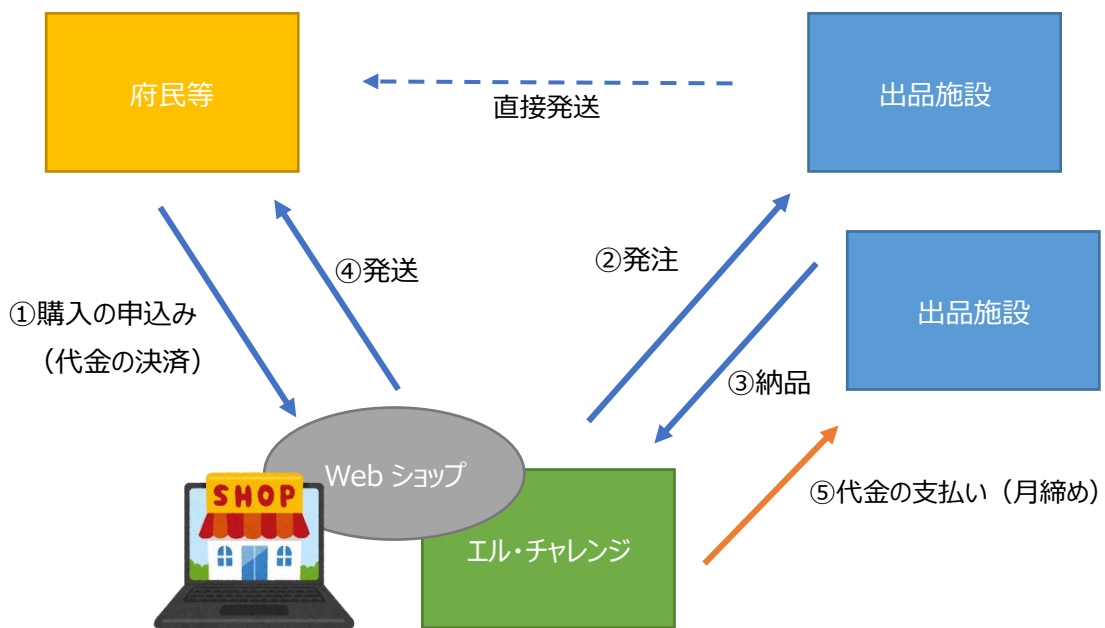 府民等
出品施設
直接発送
②発注
④発送
出品施設
①購入の申込み
（代金の決済）
③納品
Web ショップ
SHOP
⑤代金の支払い（月締め）
エル・チャレンジ